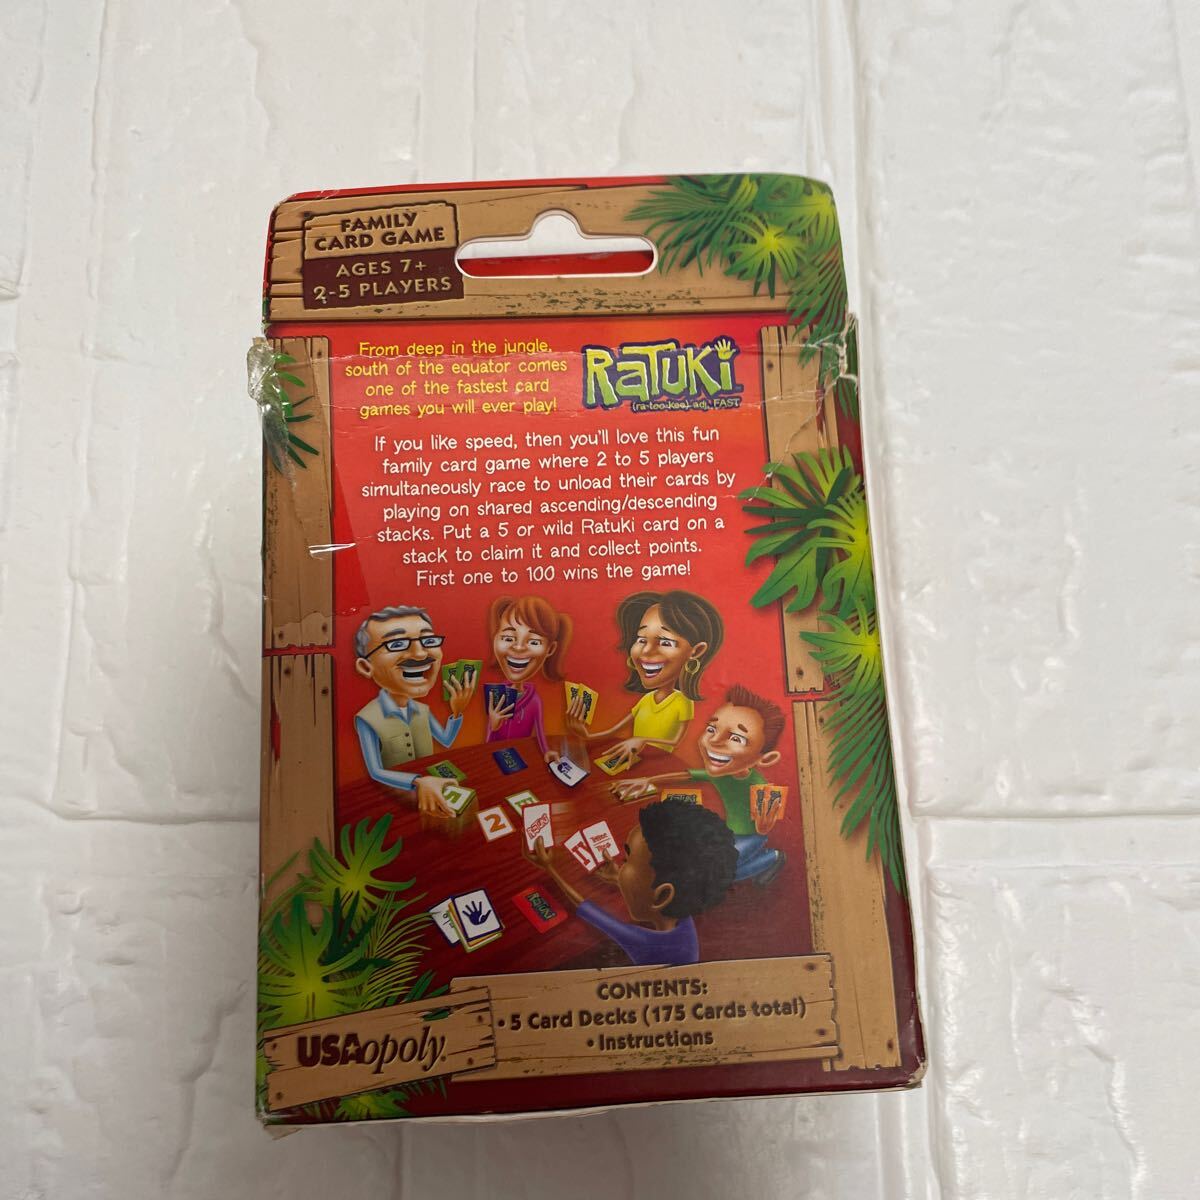 FAMILY
CARD GAME
AGES 7+
2-5 PLAYERS
From deep in the jungle,
south of the equator comes
one of the fastest card
games you will ever play!
RATUKI
(ra-too-kee) adj. FAST
If you like speed, then you'll love this fun
family card game where 2 to 5 players
simultaneously race to unload their cards by
playing on shared ascending/descending
stacks. Put a 5 or wild Ratuki card on a
stack to claim it and collect points.
First one to 100 wins the game!
5
2
RATUKI
CONTENTS:
• 5 Card Decks (175 Cards total)
• Instructions
USAopoly